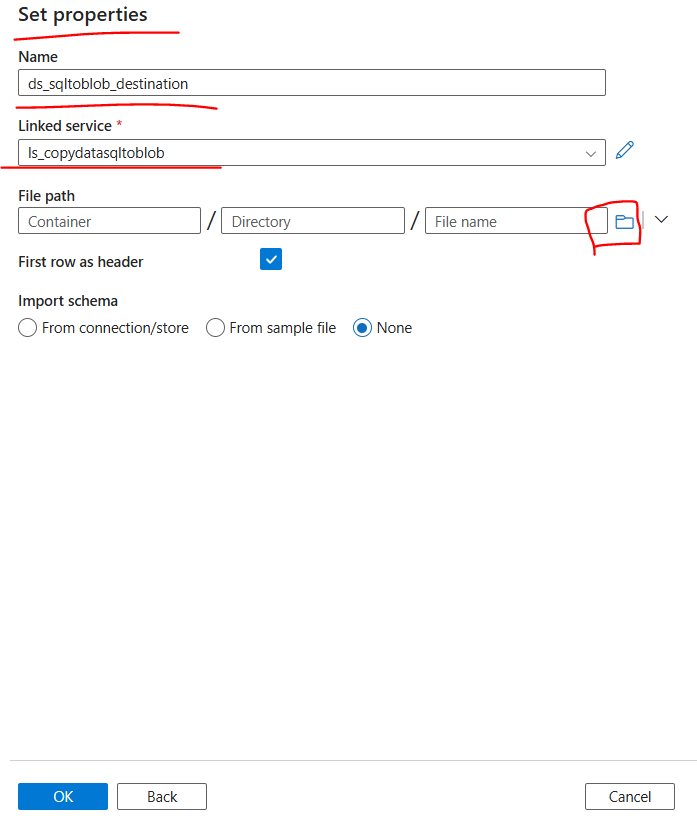 Set properties
Name
ds_sqltoblob_destination
Linked service *
ls_copydatasqltoblob
File path
Container / Directory / File name
First row as header
Import schema
From connection/store From sample file None
OK Back Cancel